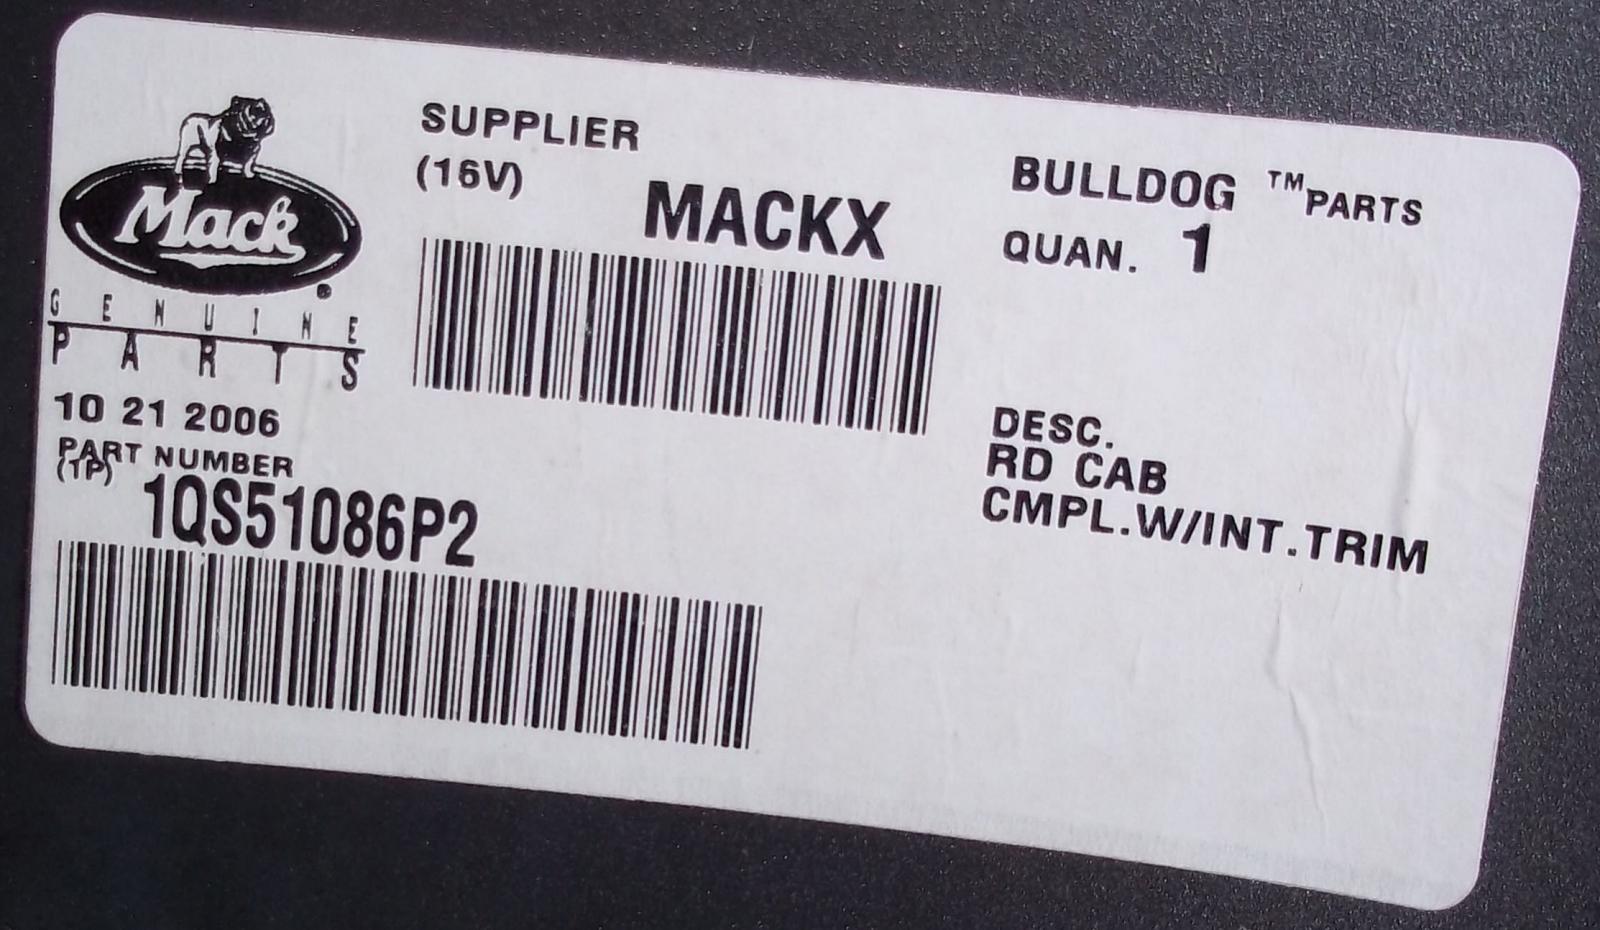 Mack
GENUINE
PARTS
10 21 2006
PART NUMBER
(1P)
1QS51086P2
SUPPLIER
(16V)
MACKX
BULLDOG ™PARTS
QUAN. 1
DESC.
RD CAB
CMPL.W/INT.TRIM